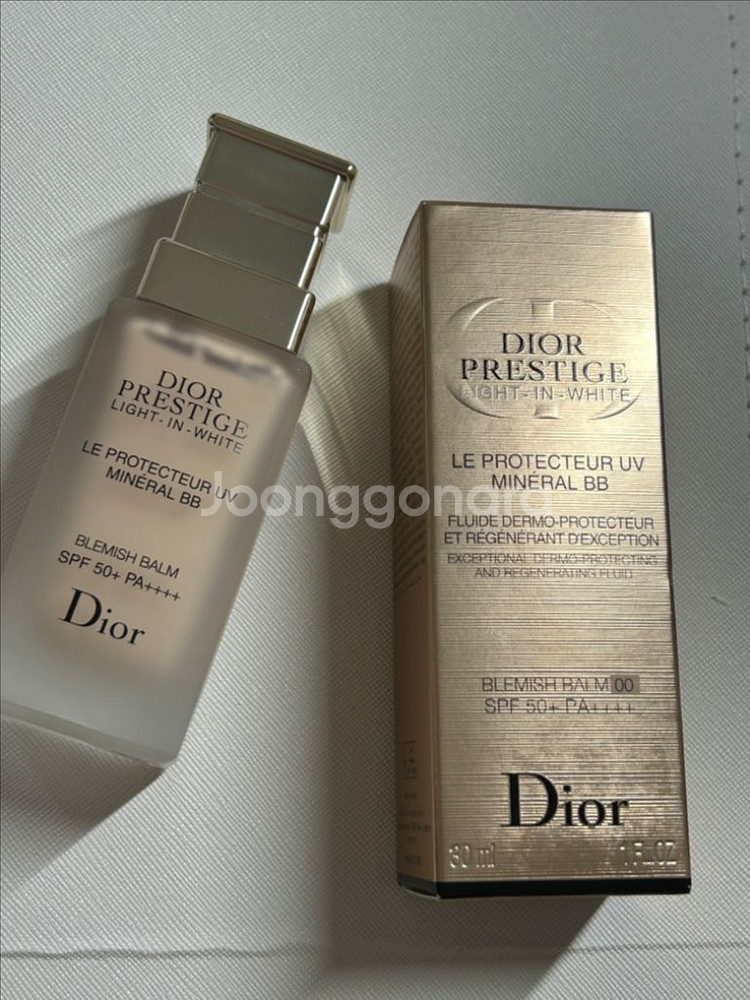 DIOR
PRESTIGE
LIGHT-IN-WHITE
LE PROTECTEUR UV
MINÉRAL BB
BLEMISH BALM
SPF 50+ PA++++
Dior
DIOR
PRESTIGE
LIGHT-IN-WHITE
LE PROTECTEUR UV
MINÉRAL BB
FLUIDE DERMO-PROTECTEUR
ET RÉGÉNÉRANT D'EXCEPTION
EXCEPTIONAL DERMO-PROTECTING
AND REGENERATING FLUID
BLEMISH BALM 00
SPF 50+ PA++++
Dior
30 ml 1 FL.OZ
Joonggonara